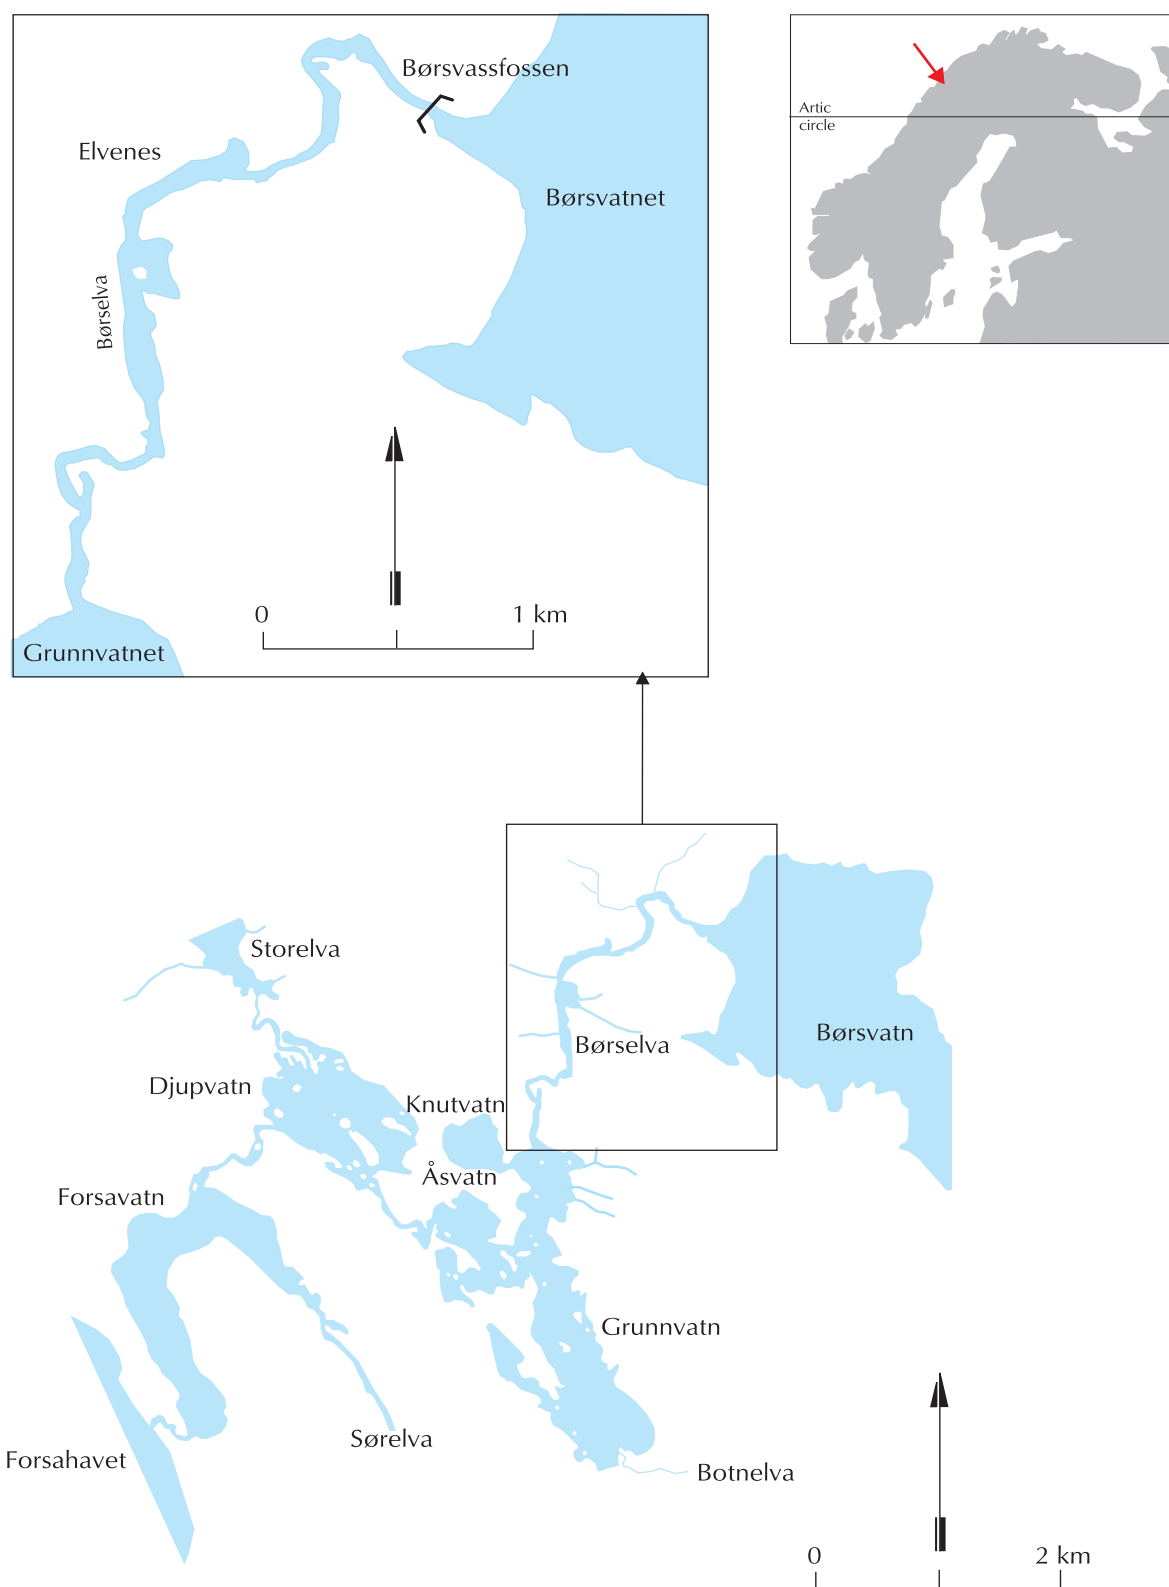 Børsvassfossen
Elvenes
Børsvatnet
Børselva
0
1 km
Grunnvatnet
Artic
circle
Storelva
Børselva
Børsvatn
Djupvatn
Knutvatn
Åsvatn
Forsavatn
Grunnvatn
Sørelva
Forsahavet
Botnelva
0
2 km